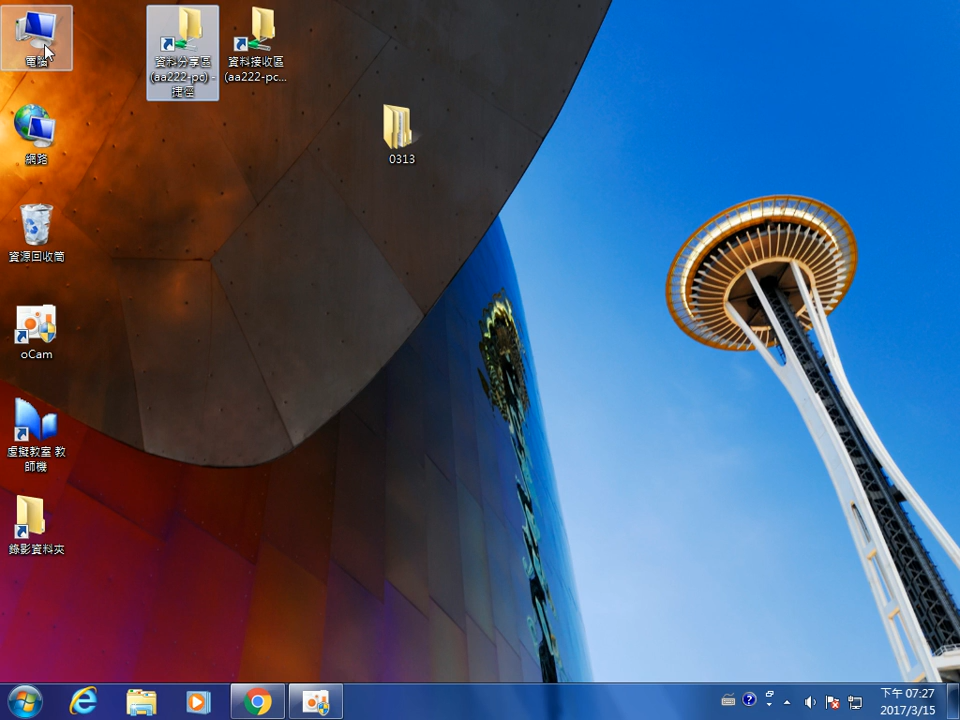 電腦
資料分享區
(aa222-pc) -
捷徑
資料接收區
(aa222-pc...
0313
網路
資源回收筒
oCam
虛擬教室 教
師機
錄影資料夾
下午 07:27
2017/3/15